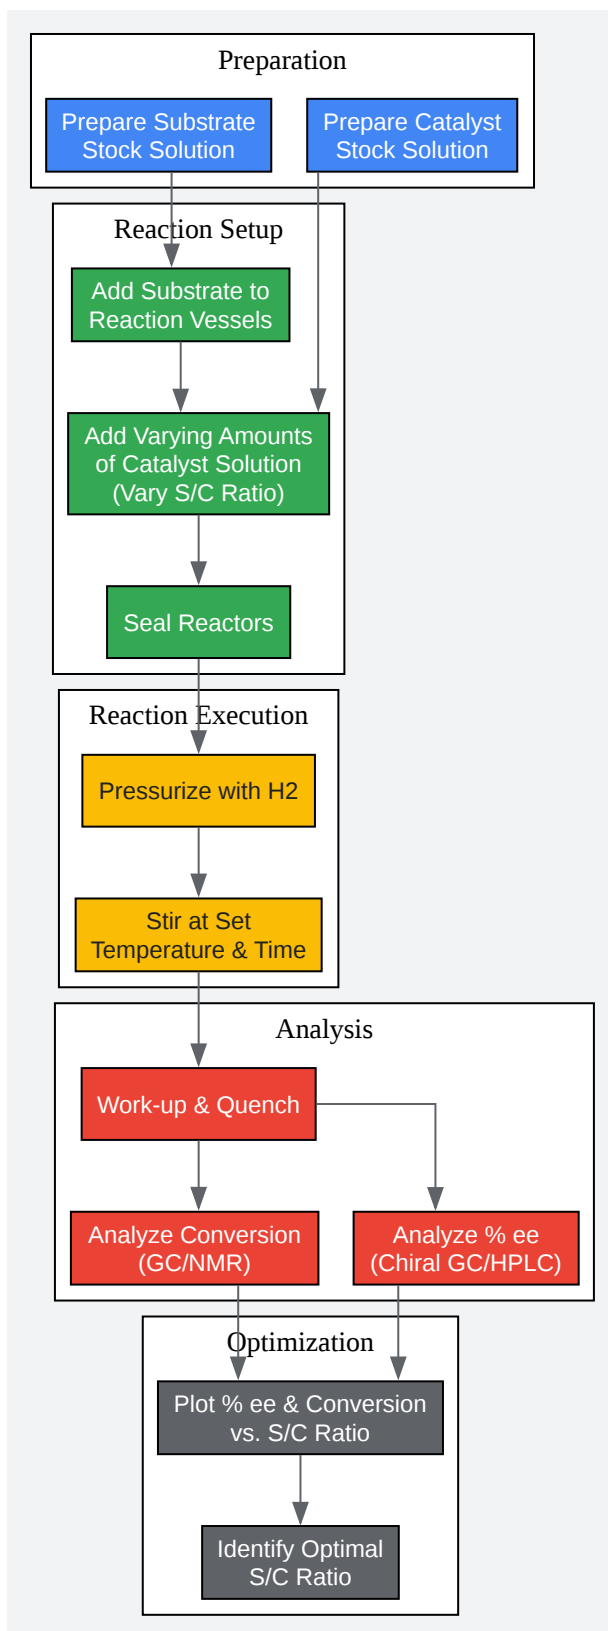 Preparation
Prepare Substrate
Stock Solution
Prepare Catalyst
Stock Solution
Reaction Setup
Add Substrate to
Reaction Vessels
Add Varying Amounts
of Catalyst Solution
(Vary S/C Ratio)
Seal Reactors
Reaction Execution
Pressurize with H2
Stir at Set
Temperature & Time
Analysis
Work-up & Quench
Analyze Conversion
(GC/NMR)
Analyze % ee
(Chiral GC/HPLC)
Optimization
Plot % ee & Conversion
vs. S/C Ratio
Identify Optimal
S/C Ratio